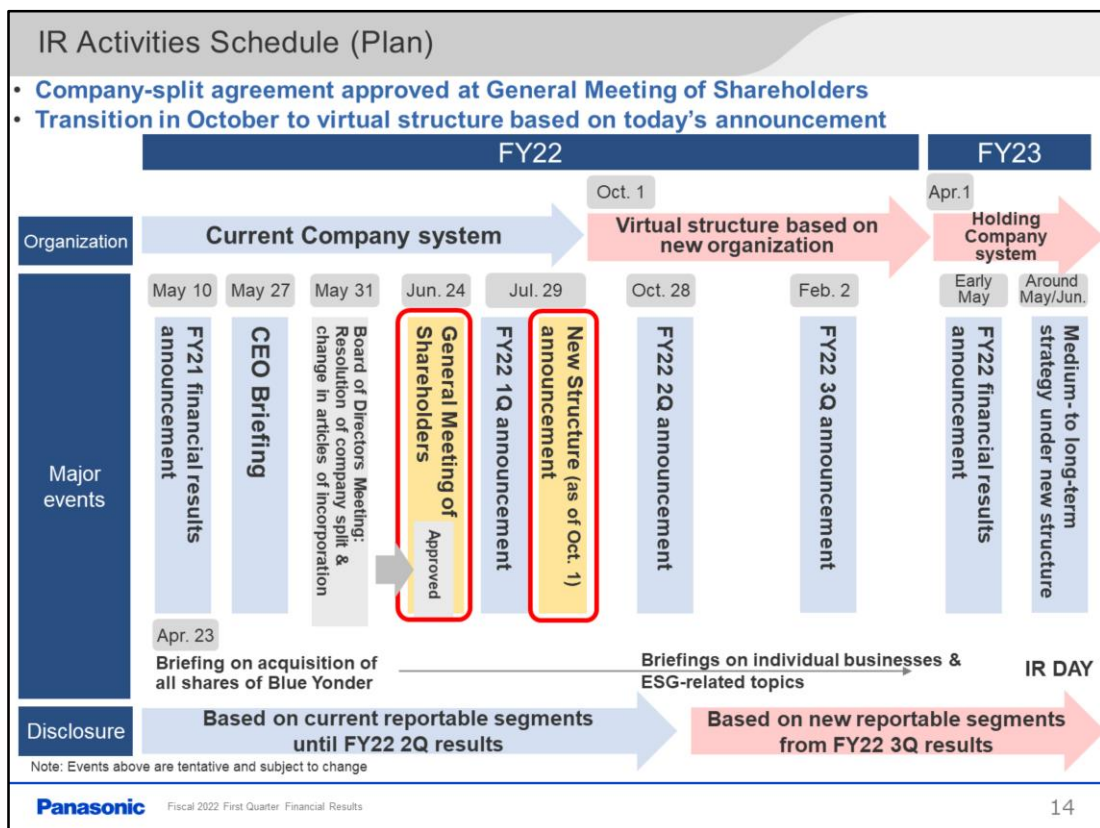 IR Activities Schedule (Plan)
• Company-split agreement approved at General Meeting of Shareholders
• Transition in October to virtual structure based on today's announcement
FY22
FY23
Oct. 1
Apr.1
Organization
Current Company system
Virtual structure based on
new organization
Holding
Company
system
May 10
May 27
May 31
Jun. 24
Jul. 29
Oct. 28
Feb. 2
Early
May
Around
May/Jun.
Major
events
FY21 financial results
announcement
CEO Briefing
Board of Directors Meeting:
Resolution of company split &
change in articles of incorporation
General Meeting of
Shareholders
Approved
FY22 1Q announcement
New Structure (as of Oct. 1)
announcement
FY22 2Q announcement
FY22 3Q announcement
FY22 financial results
announcement
Medium- to long-term
strategy under new structure
Apr. 23
Briefing on acquisition of
all shares of Blue Yonder
Briefings on individual businesses &
ESG-related topics
IR DAY
Disclosure
Based on current reportable segments
until FY22 2Q results
Based on new reportable segments
from FY22 3Q results
Note: Events above are tentative and subject to change
Panasonic
Fiscal 2022 First Quarter Financial Results
14